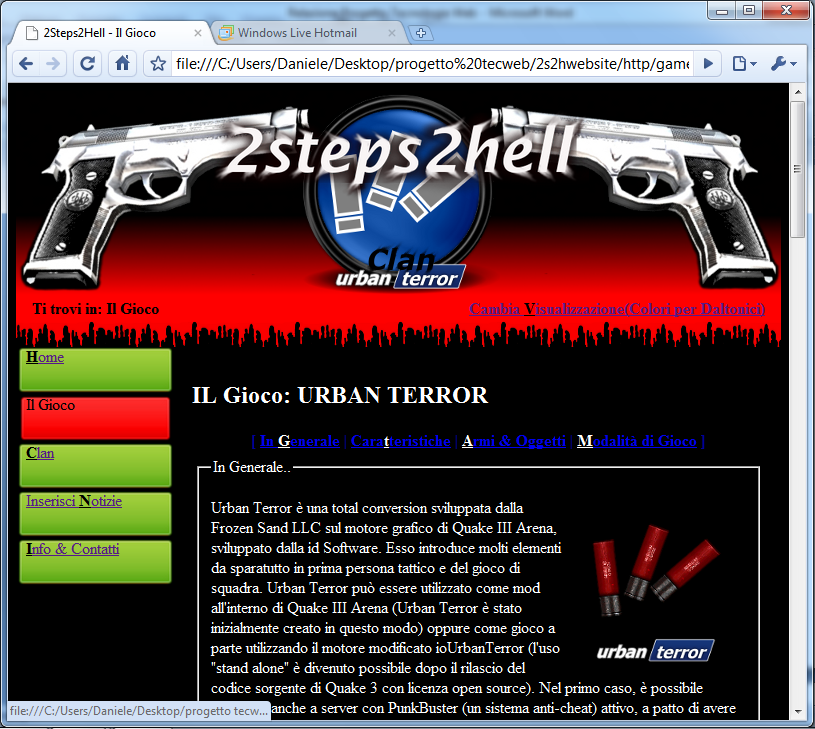 2Steps2Hell - Il Gioco
Windows Live Hotmail
file:///C:/Users/Daniele/Desktop/progetto%20tecweb/2s2hwebsite/http/game
2steps2hell
Clan
urban terror
Ti trovi in: Il Gioco
Cambia Visualizzazione(Colori per Daltonici)
Home
Il Gioco
Clan
Inserisci Notizie
Info & Contatti
IL Gioco: URBAN TERROR
[ In Generale | Caratteristiche | Armi & Oggetti | Modalità di Gioco ]
In Generale..
Urban Terror è una total conversion sviluppata dalla
Frozen Sand LLC sul motore grafico di Quake III Arena,
sviluppato dalla id Software. Esso introduce molti elementi
da sparatutto in prima persona tattico e del gioco di
squadra. Urban Terror può essere utilizzato come mod
all'interno di Quake III Arena (Urban Terror è stato
inizialmente creato in questo modo) oppure come gioco a
parte utilizzando il motore modificato ioUrbanTerror (l'uso
"stand alone" è divenuto possibile dopo il rilascio del
codice sorgente di Quake 3 con licenza open source). Nel primo caso, è possibile
anche a server con PunkBuster (un sistema anti-cheat) attivo, a patto di avere
urban terror
file:///C:/Users/Daniele/Desktop/progetto tecw...